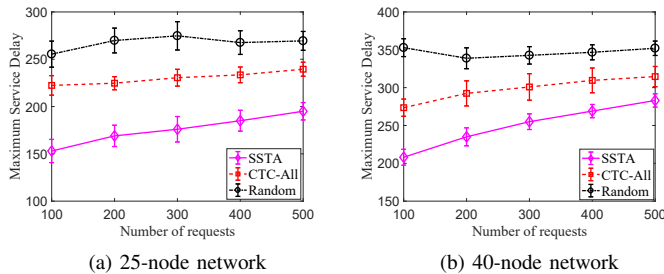 300
250
200
150
100
Maximum Service Delay
SSTA
CTC-All
Random
100 200 300 400 500
Number of requests
(a) 25-node network
400
350
300
250
200
150
Maximum Service Delay
SSTA
CTC-All
Random
100 200 300 400 500
Number of requests
(b) 40-node network